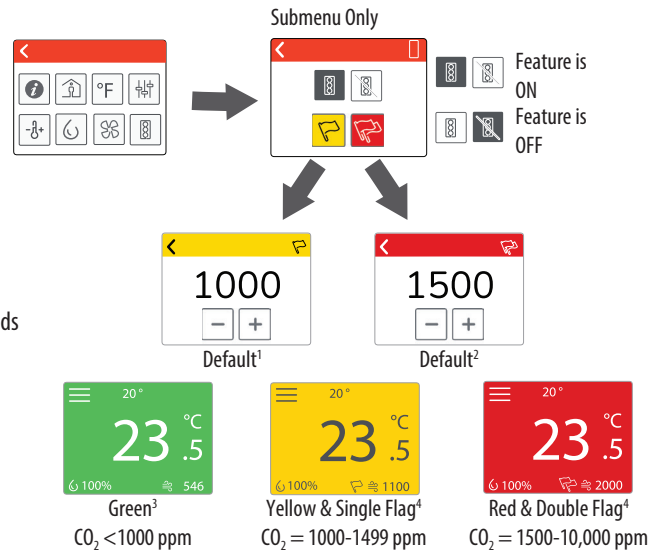 Submenu Only
°F
Feature is
ON
Feature is
OFF
1000
1500
ds
Default¹
Default²
20°
23.5 °C
100%
546
20°
23.5 °C
100%
1100
20°
23.5 °C
100%
2000
Green³
Yellow & Single Flag⁴
Red & Double Flag⁴
CO₂ <1000 ppm
CO₂ = 1000-1499 ppm
CO₂ = 1500-10,000 ppm